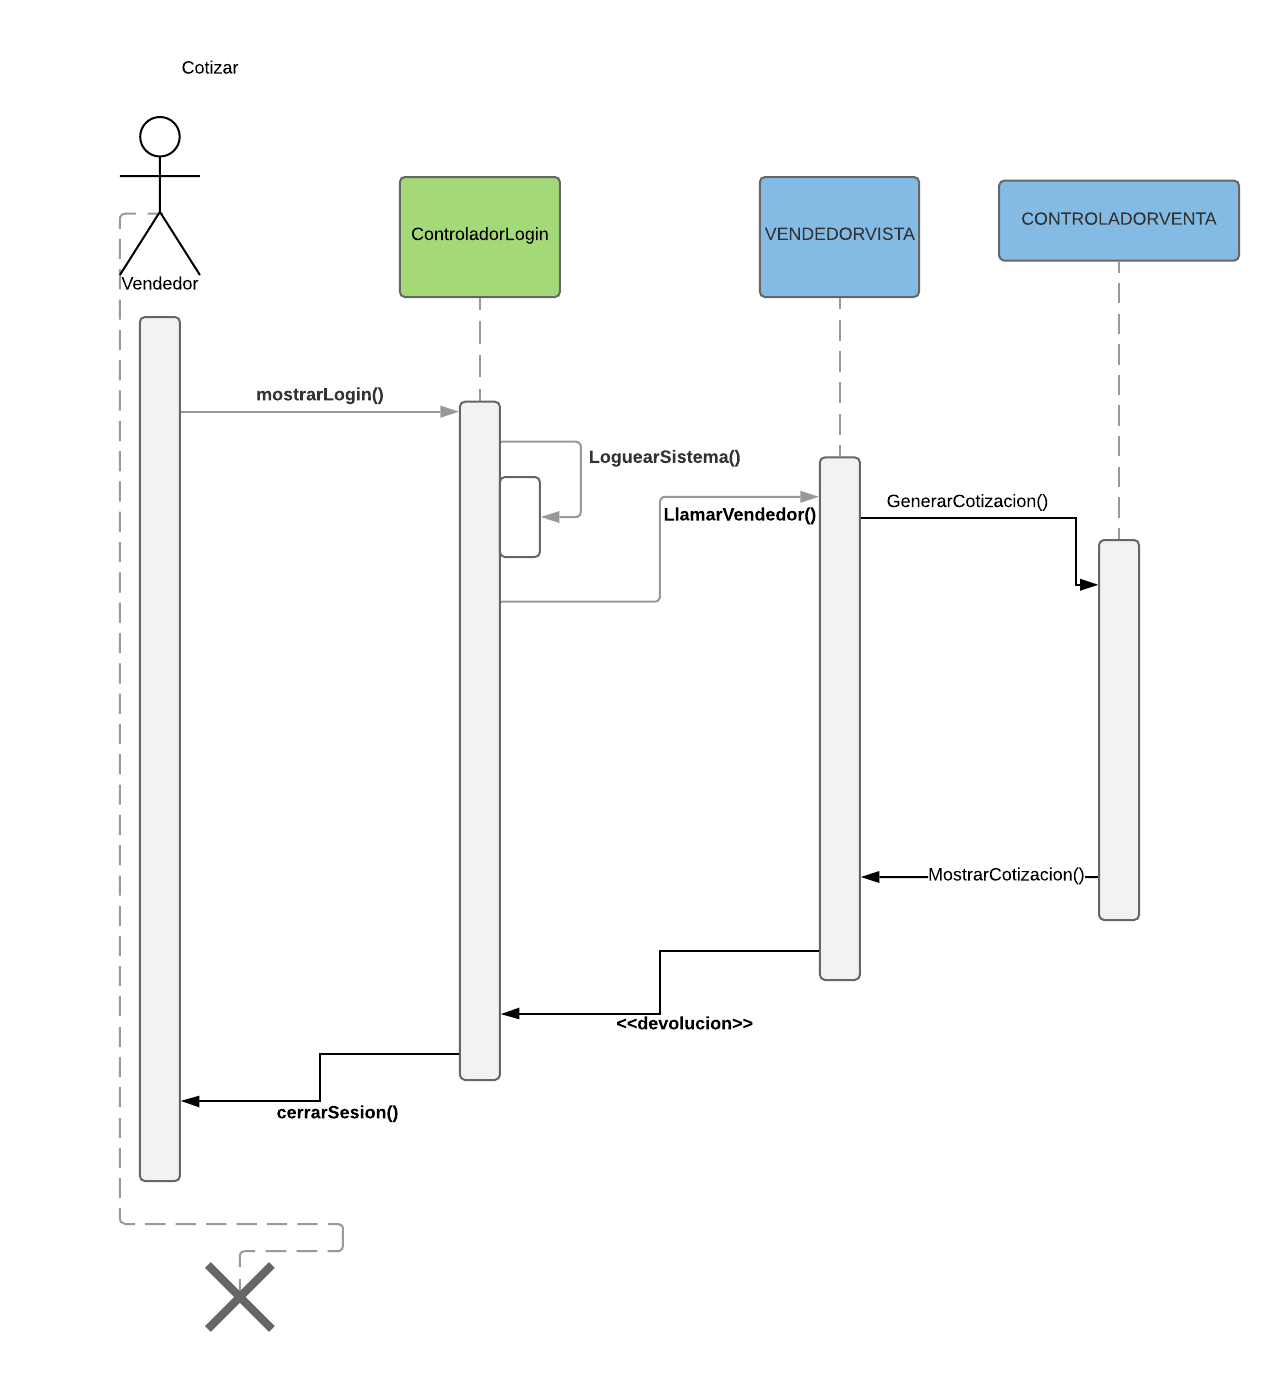 Cotizar
Vendedor
ControladorLogin
VENDEDORVISTA
CONTROLADORVENTA
mostrarLogin()
LoguearSistema()
LlamarVendedor()
GenerarCotizacion()
MostrarCotizacion()
<<devolucion>>
cerrarSesion()